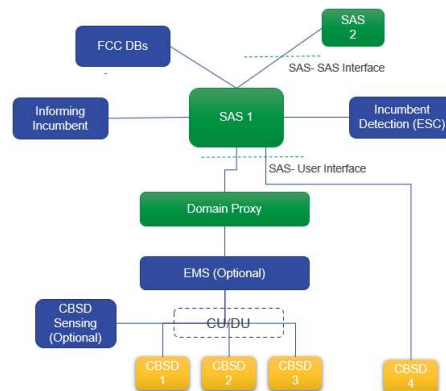 SAS
2
FCC DBs
SAS- SAS Interface
Informing
Incumbent
SAS 1
Incumbent
Detection (ESC)
SAS- User Interface
Domain Proxy
EMS (Optional)
CBSD
Sensing
(Optional)
CU/DU
CBSD
1
CBSD
2
CBSD
3
CBSD
4